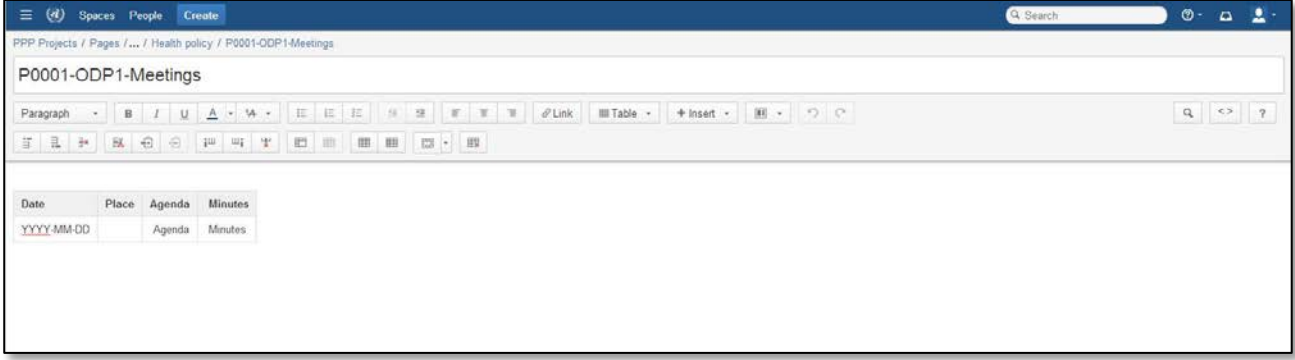 Spaces People Create Search
PPP Projects / Pages /... / Health policy / P0001-ODP1-Meetings
P0001-ODP1-Meetings
Paragraph B I U A Link Table + Insert <> ?
Date Place Agenda Minutes
YYYY-MM-DD Agenda Minutes